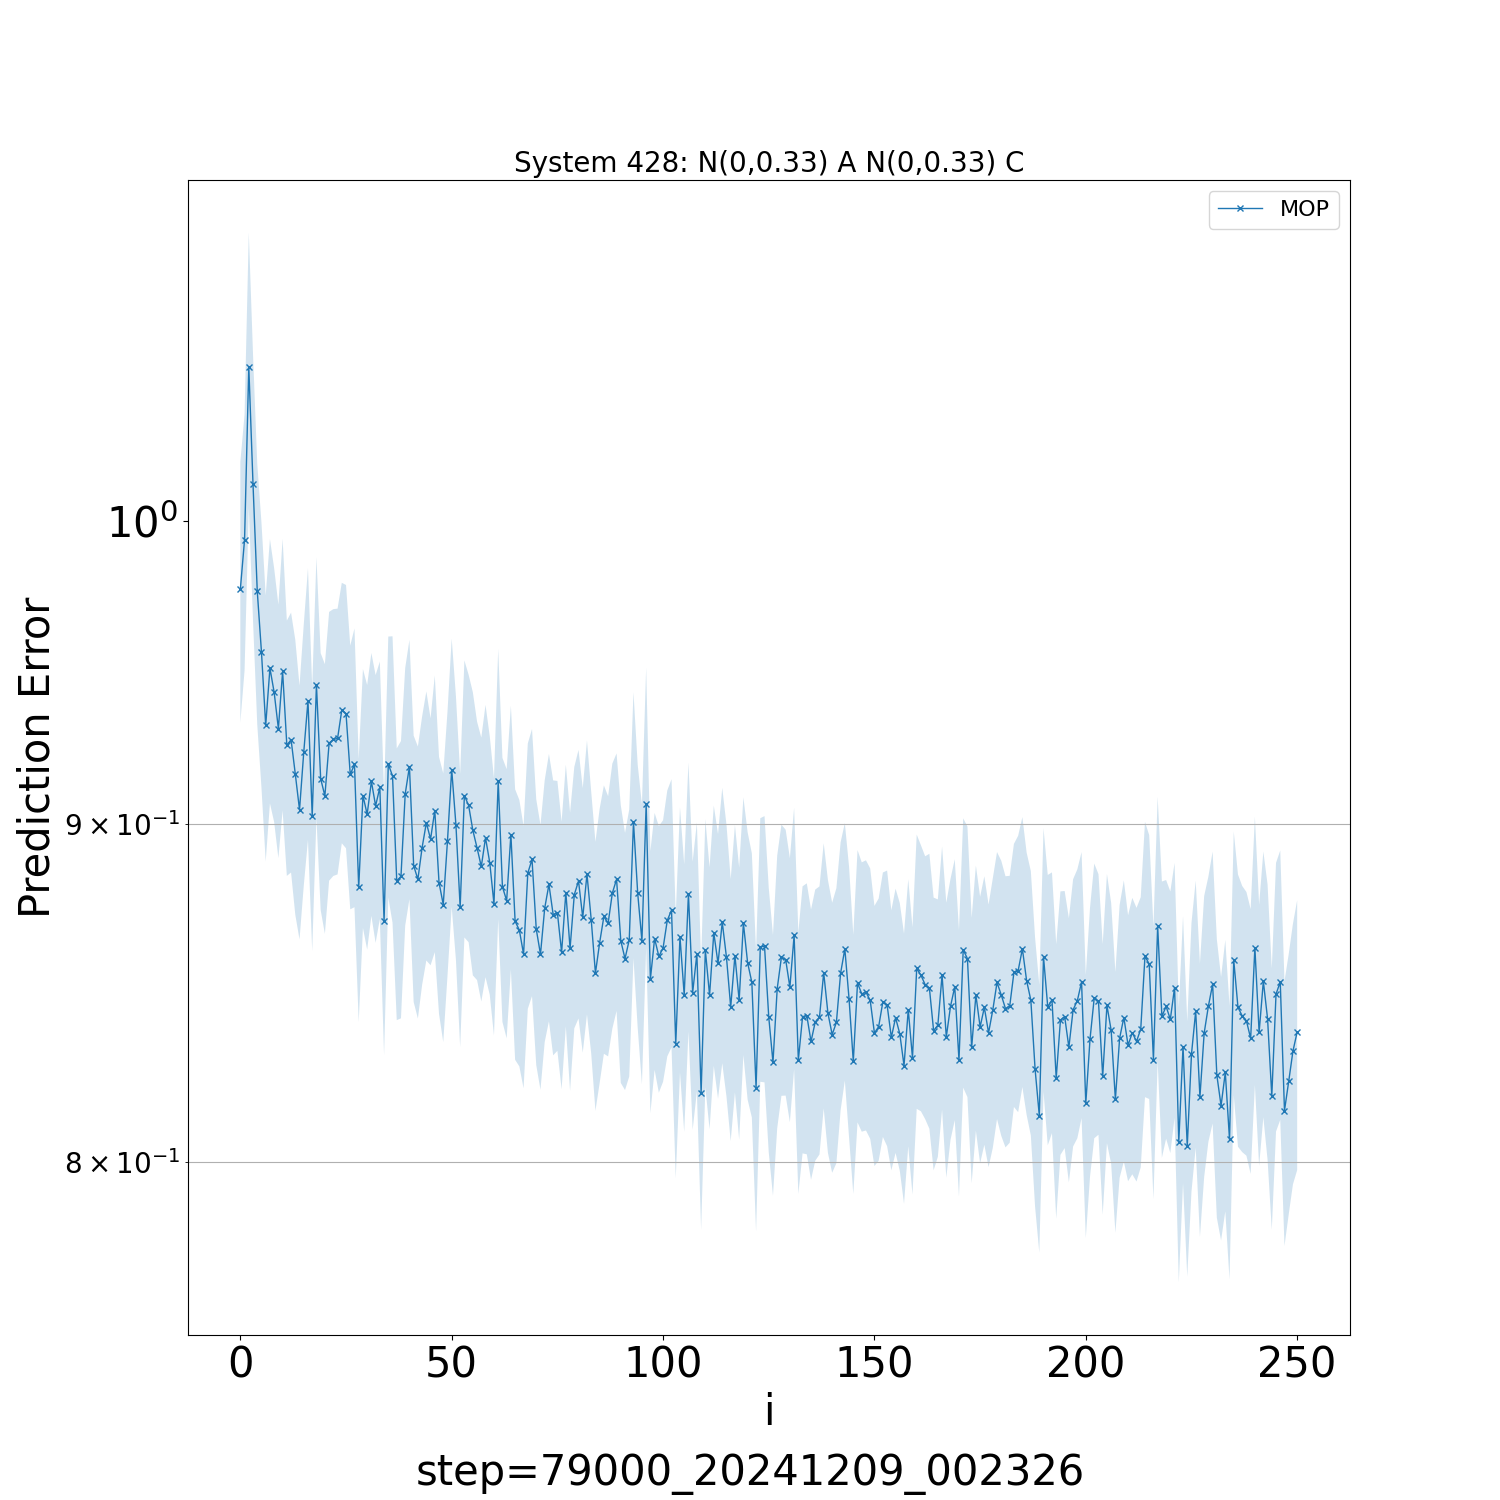 System 428: N(0,0.33) A N(0,0.33) C
MOP
Prediction Error
10⁰
9 × 10⁻¹
8 × 10⁻¹
0 50 100 150 200 250
i
step=79000_20241209_002326